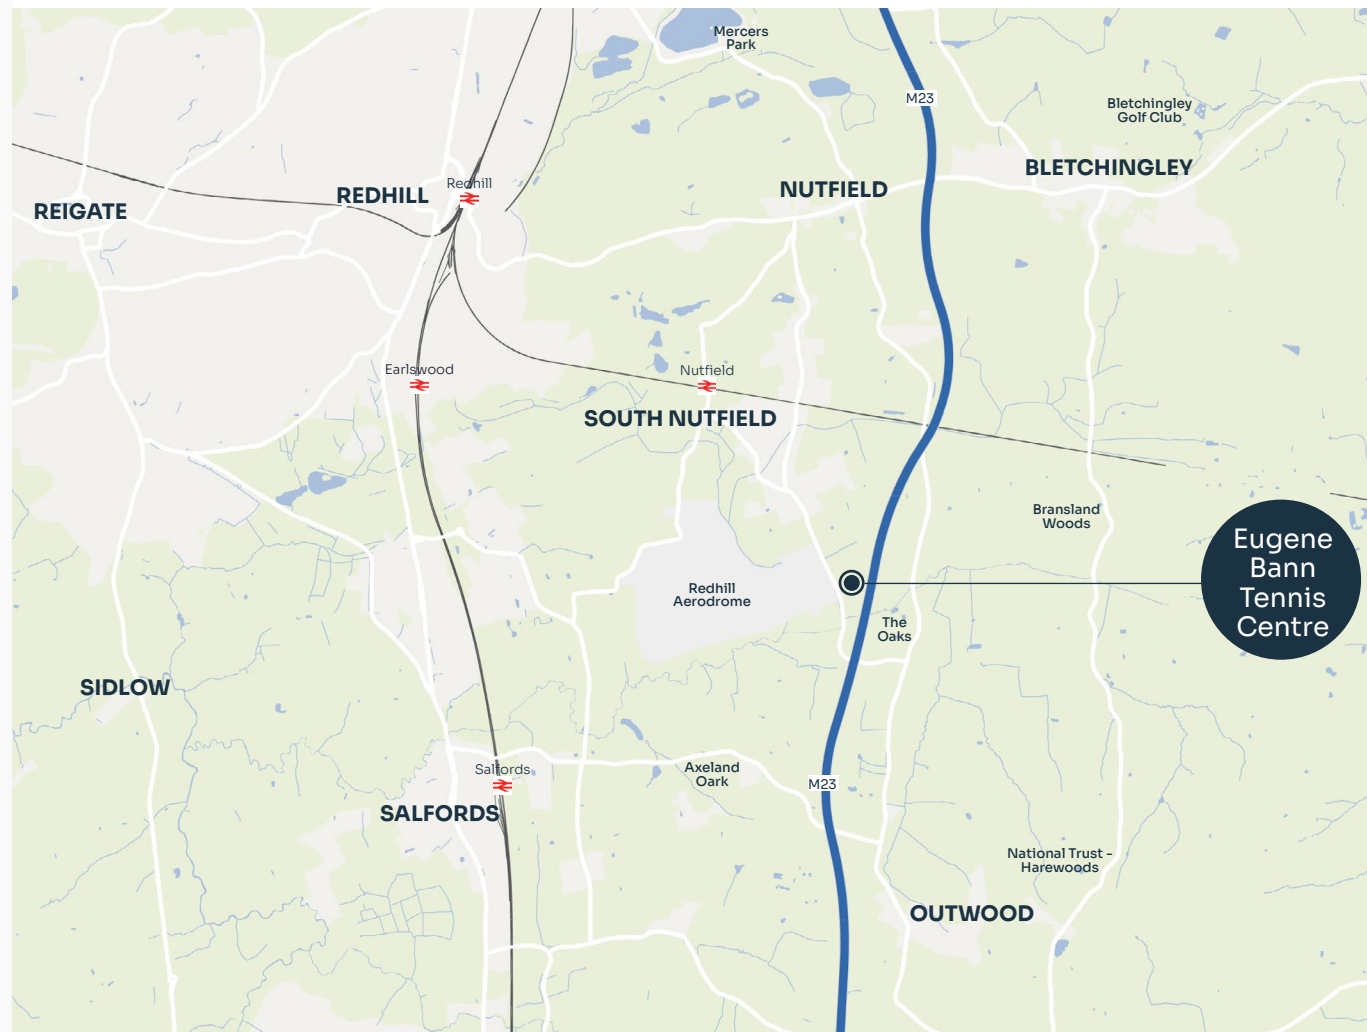 Mercers
Park
M23
Bletchingley
Golf Club
BLETCHINGLEY
Redhill
REDHILL
NUTFIELD
REIGATE
Earlswood
Nutfield
SOUTH NUTFIELD
Bransland
Woods
Eugene
Bann
Tennis
Centre
Redhill
Aerodrome
The
Oaks
SIDLOW
Salfords
Axeland
Oark
M23
SALFORDS
National Trust -
Harewoods
OUTWOOD